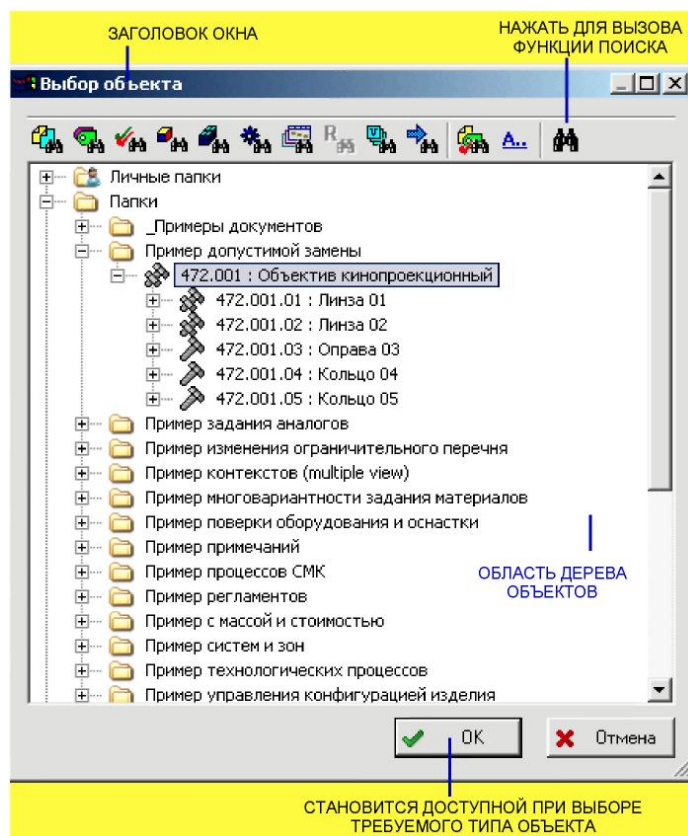 ЗАГОЛОВОК ОКНА
НАЖАТЬ ДЛЯ ВЫЗОВА
ФУНКЦИИ ПОИСКА
Выбор объекта
R
V
A..
Личные папки
Папки
_Примеры документов
Пример допустимой замены
472.001 : Объектив кинопроекционный
472.001.01 : Линза 01
472.001.02 : Линза 02
472.001.03 : Оправа 03
472.001.04 : Кольцо 04
472.001.05 : Кольцо 05
Пример задания аналогов
Пример изменения ограничительного перечня
Пример контекстов (multiple view)
Пример многовариантности задания материалов
Пример поверки оборудования и оснастки
Пример примечаний
Пример процессов СМК
Пример регламентов
Пример с массой и стоимостью
Пример систем и зон
Пример технологических процессов
Пример управления конфигурацией изделия
ОБЛАСТЬ ДЕРЕВА
ОБЪЕКТОВ
OK
Отмена
СТАНОВИТСЯ ДОСТУПНОЙ ПРИ ВЫБОРЕ
ТРЕБУЕМОГО ТИПА ОБЪЕКТА